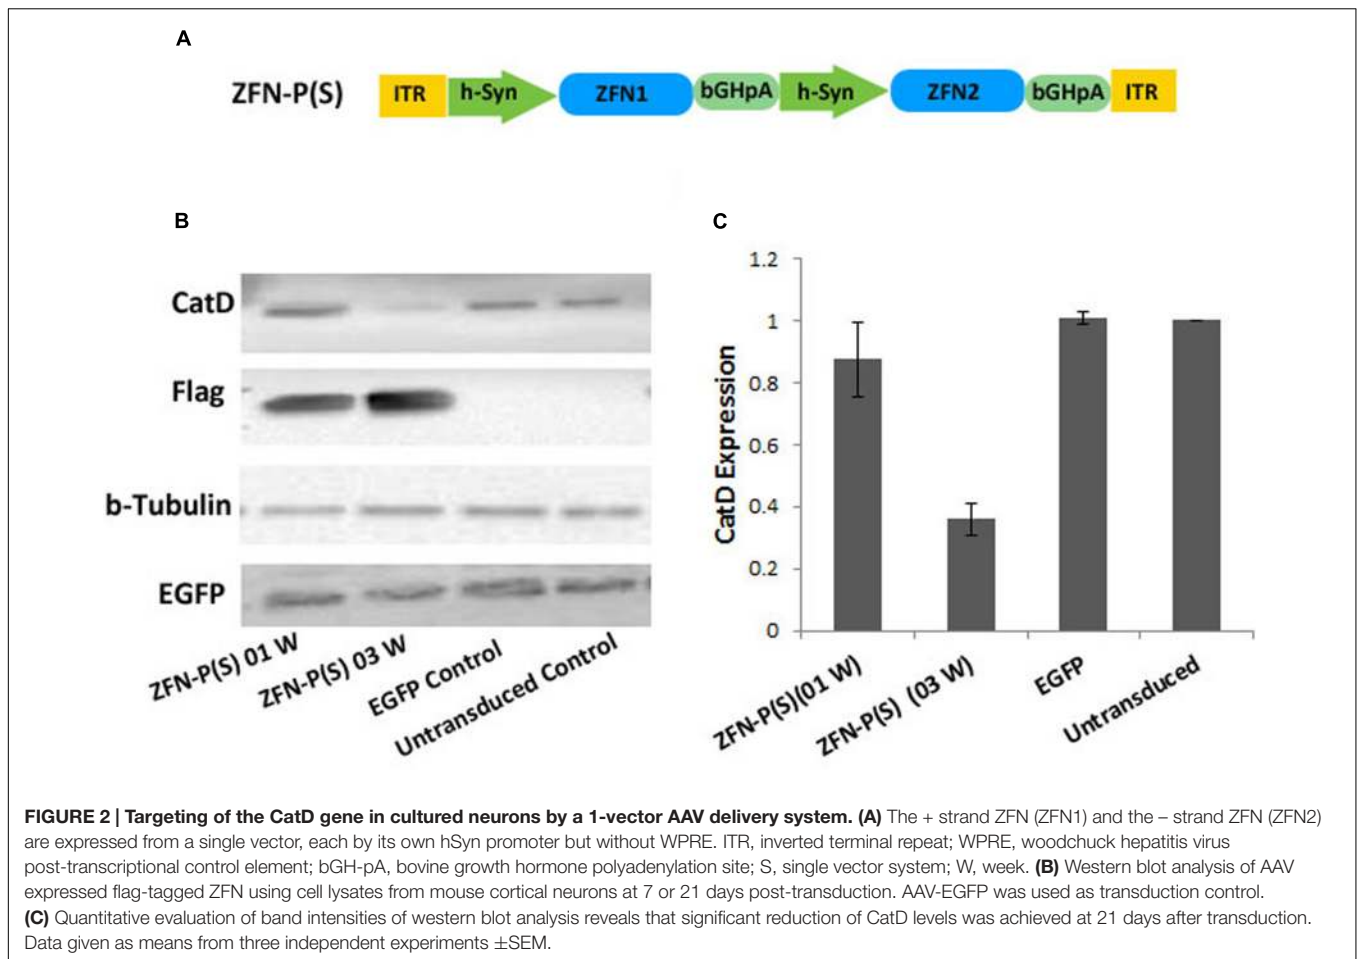 A
ZFN-P(S)
ITR h-Syn ZFN1 bGHpA h-Syn ZFN2 bGHpA ITR
B
CatD
Flag
b-Tubulin
EGFP
ZFN-P(S) 01 W
ZFN-P(S) 03 W
EGFP Control
Untransduced Control
C
CatD Expression
1.2
1
0.8
0.6
0.4
0.2
0
ZFN-P(S)(01 W)
ZFN-P(S) (03 W)
EGFP
Untransduced
FIGURE 2 | Targeting of the CatD gene in cultured neurons by a 1-vector AAV delivery system. (A) The + strand ZFN (ZFN1) and the – strand ZFN (ZFN2)
are expressed from a single vector, each by its own hSyn promoter but without WPRE. ITR, inverted terminal repeat; WPRE, woodchuck hepatitis virus
post-transcriptional control element; bGH-pA, bovine growth hormone polyadenylation site; S, single vector system; W, week. (B) Western blot analysis of AAV
expressed flag-tagged ZFN using cell lysates from mouse cortical neurons at 7 or 21 days post-transduction. AAV-EGFP was used as transduction control.
(C) Quantitative evaluation of band intensities of western blot analysis reveals that significant reduction of CatD levels was achieved at 21 days after transduction.
Data given as means from three independent experiments ±SEM.